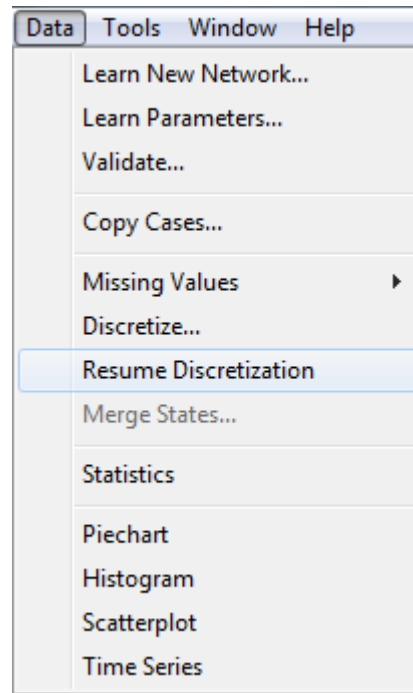 Data Tools Window Help
Learn New Network...
Learn Parameters...
Validate...
Copy Cases...
Missing Values
Discretize...
Resume Discretization
Merge States...
Statistics
Piechart
Histogram
Scatterplot
Time Series